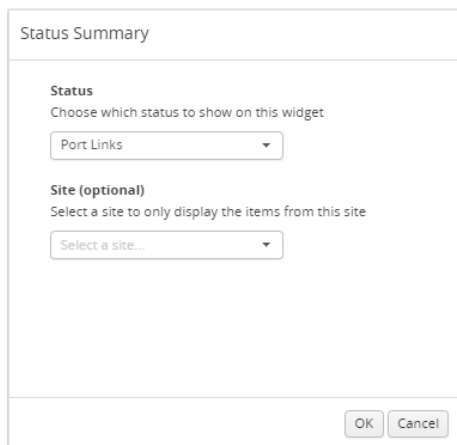 Status Summary
Status
Choose which status to show on this widget
Port Links
Site (optional)
Select a site to only display the items from this site
Select a site...
OK Cancel